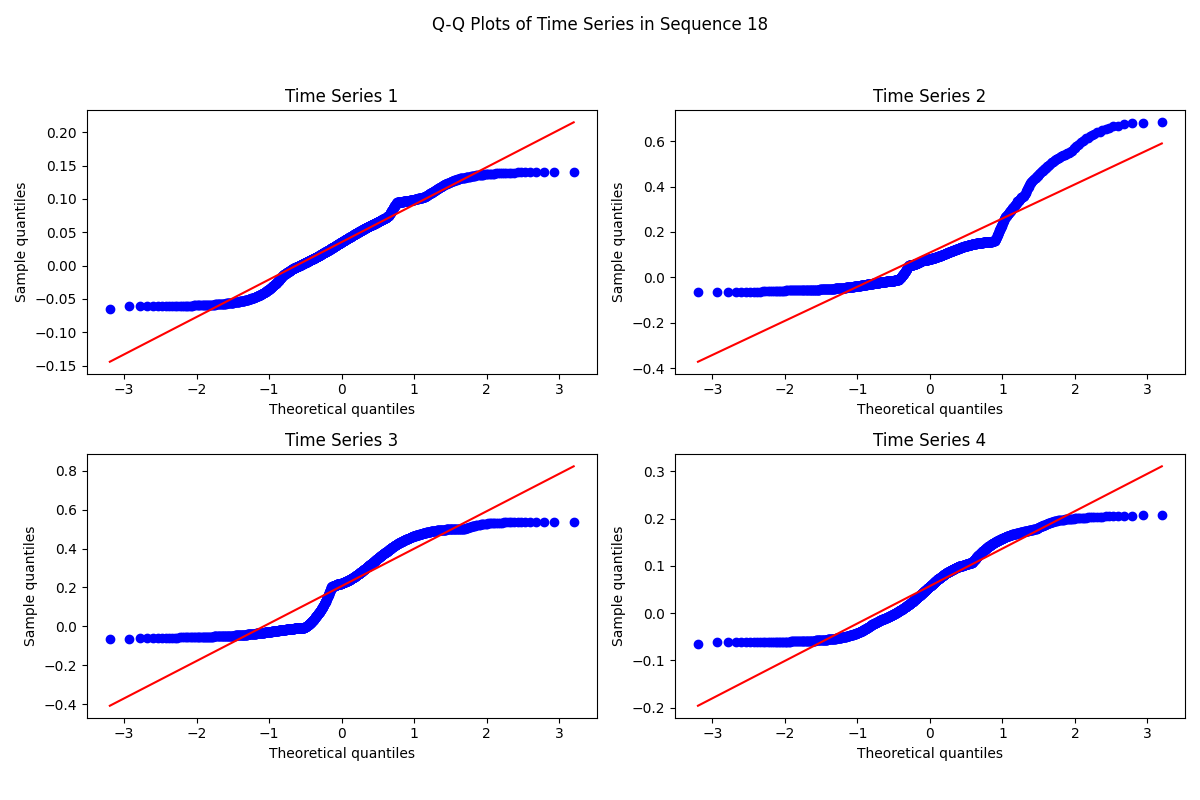 Q-Q Plots of Time Series in Sequence 18
Time Series 1
Sample quantiles
0.20
0.15
0.10
0.05
0.00
−0.05
−0.10
−0.15
−3 −2 −1 0 1 2 3
Theoretical quantiles
Time Series 2
Sample quantiles
0.6
0.4
0.2
0.0
−0.2
−0.4
−3 −2 −1 0 1 2 3
Theoretical quantiles
Time Series 3
Sample quantiles
0.8
0.6
0.4
0.2
0.0
−0.2
−0.4
−3 −2 −1 0 1 2 3
Theoretical quantiles
Time Series 4
Sample quantiles
0.3
0.2
0.1
0.0
−0.1
−0.2
−3 −2 −1 0 1 2 3
Theoretical quantiles